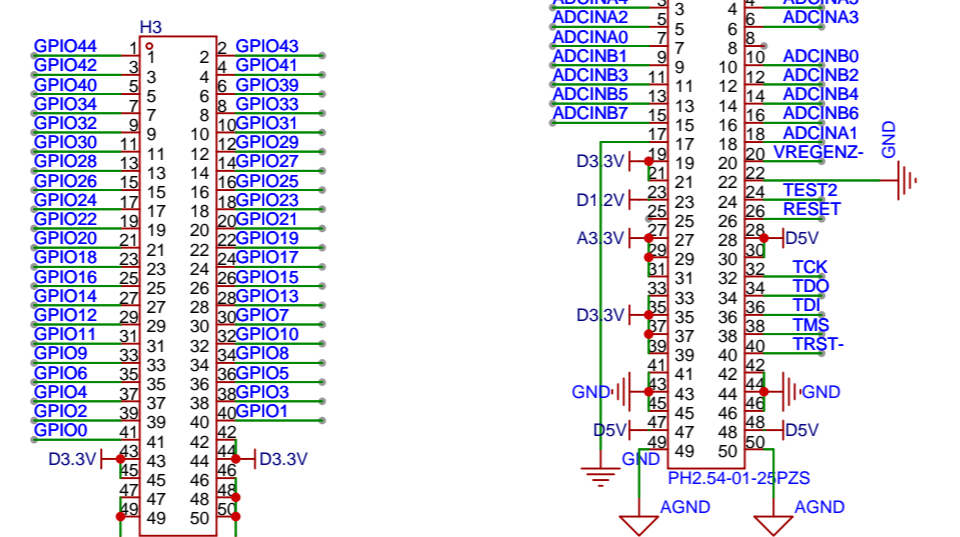 H3
GPIO44 1 1 2 2 GPIO43
GPIO42 3 3 4 4 GPIO41
GPIO40 5 5 6 6 GPIO39
GPIO34 7 7 8 8 GPIO33
GPIO32 9 9 10 10 GPIO31
GPIO30 11 11 12 12 GPIO29
GPIO28 13 13 14 14 GPIO27
GPIO26 15 15 16 16 GPIO25
GPIO24 17 17 18 18 GPIO23
GPIO22 19 19 20 20 GPIO21
GPIO20 21 21 22 22 GPIO19
GPIO18 23 23 24 24 GPIO17
GPIO16 25 25 26 26 GPIO15
GPIO14 27 27 28 28 GPIO13
GPIO12 29 29 30 30 GPIO7
GPIO11 31 31 32 32 GPIO10
GPIO9 33 33 34 34 GPIO8
GPIO6 35 35 36 36 GPIO5
GPIO4 37 37 38 38 GPIO3
GPIO2 39 39 40 40 GPIO1
GPIO0 41 41 42 42
D3.3V 43 43 44 44 D3.3V
45 45 46 46
47 47 48 48
49 49 50 50
3 4
ADCINA2 5 5 6 6 ADCINA3
ADCINA0 7 7 8 8
ADCINB1 9 9 10 10 ADCINB0
ADCINB3 11 11 12 12 ADCINB2
ADCINB5 13 13 14 14 ADCINB4
ADCINB7 15 15 16 16 ADCINB6
17 17 18 18 ADCINA1
D3.3V 19 19 20 20 VREGENZ-
21 21 22 22 GND
D1.2V 23 23 24 24 TEST2
25 25 26 26 RESET
A3.3V 27 27 28 28 D5V
29 29 30 30
31 31 32 32 TCK
33 33 34 34 TDO
D3.3V 35 35 36 36 TDI
37 37 38 38 TMS
39 39 40 40 TRST-
41 41 42 42
GND 43 43 44 44 GND
45 45 46 46
D5V 47 47 48 48 D5V
49 49 50 50
GND
PH2.54-01-25PZS
AGND AGND